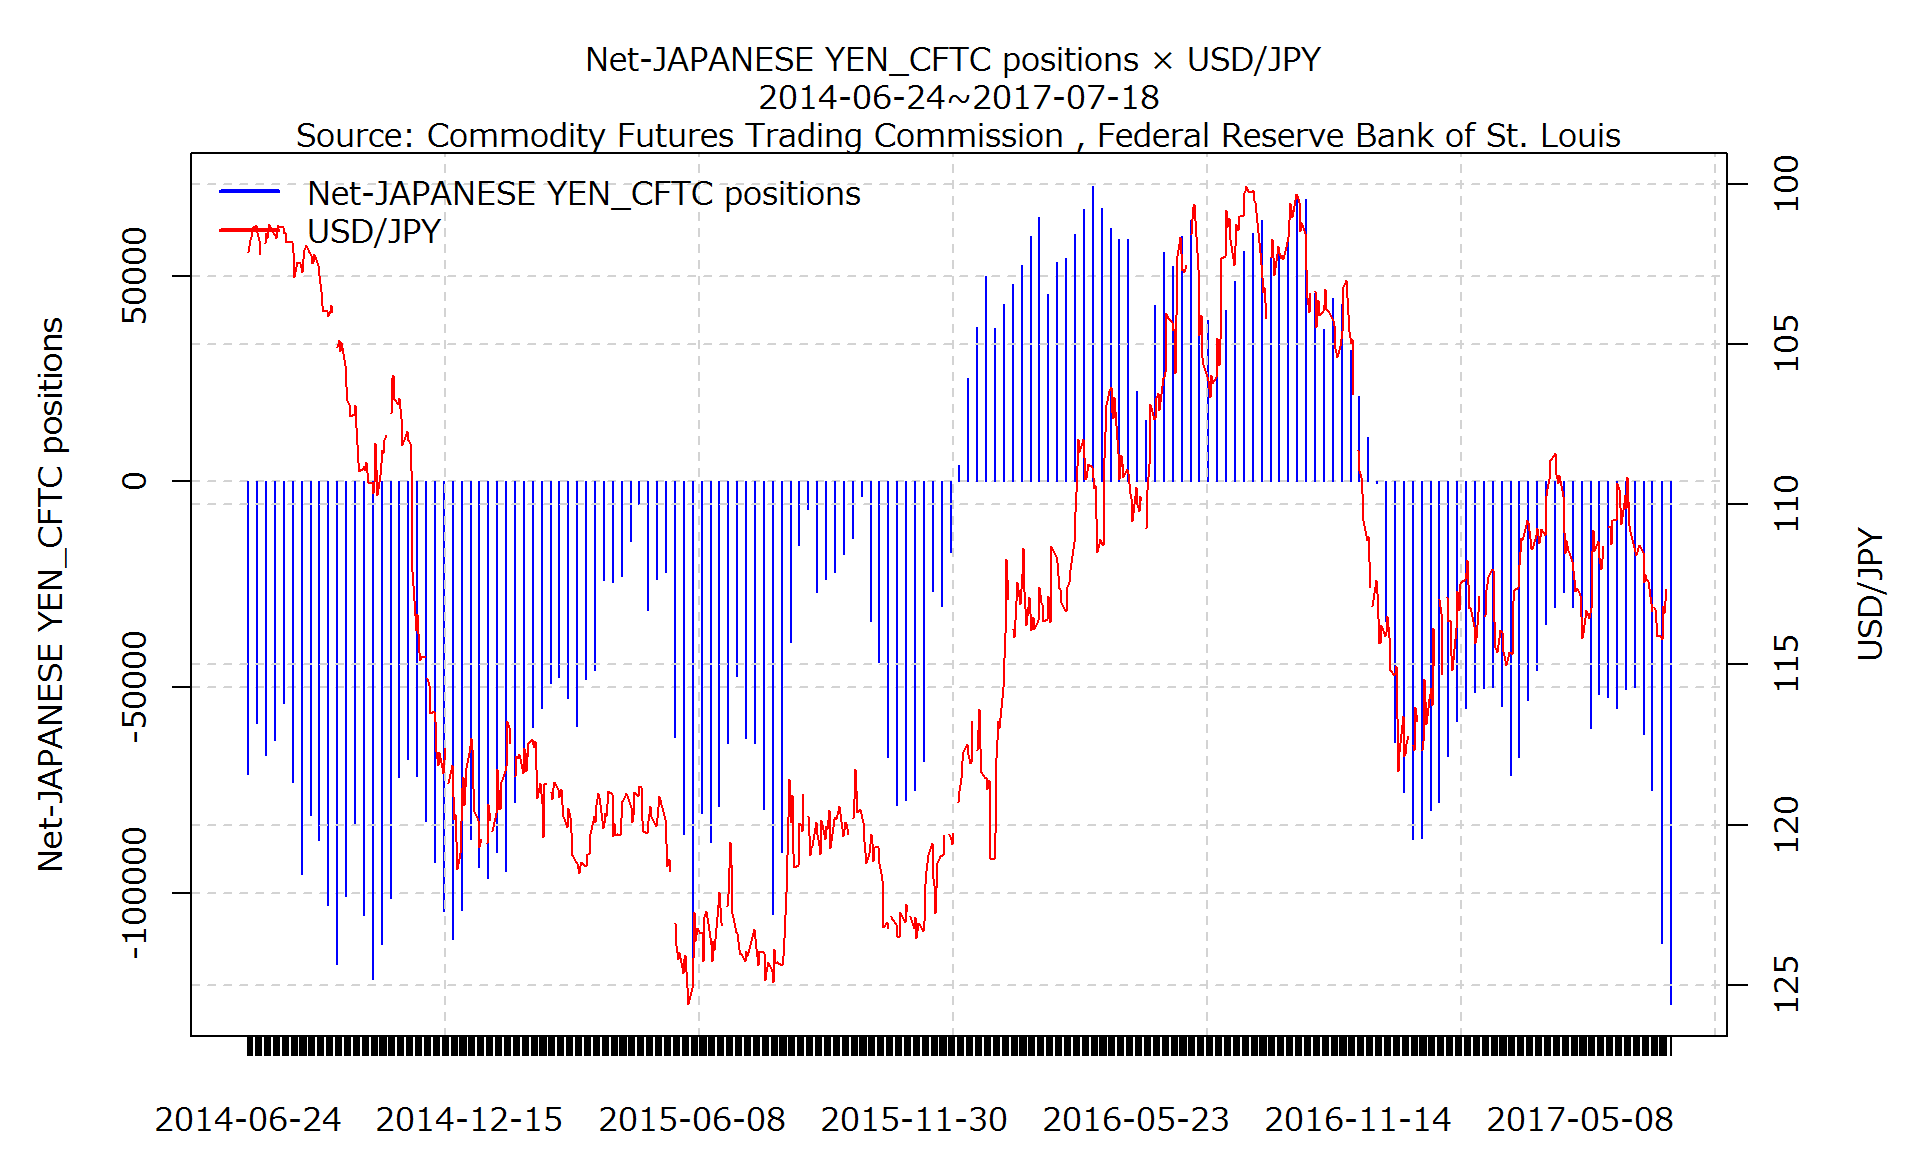 Net-JAPANESE YEN_CFTC positions × USD/JPY
2014-06-24~2017-07-18
Source: Commodity Futures Trading Commission , Federal Reserve Bank of St. Louis
Net-JAPANESE YEN_CFTC positions
USD/JPY
Net-JAPANESE YEN_CFTC positions
50000
0
-50000
-100000
100
105
110
115
120
125
USD/JPY
2014-06-24 2014-12-15 2015-06-08 2015-11-30 2016-05-23 2016-11-14 2017-05-08